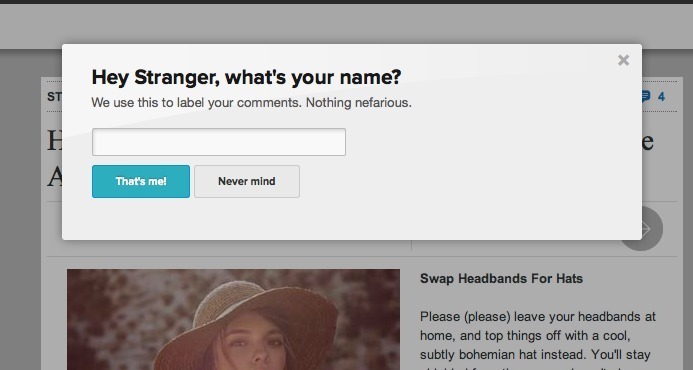 Hey Stranger, what's your name?
We use this to label your comments. Nothing nefarious.
That's me!
Never mind
ST
4
H
e
A
Swap Headbands For Hats
Please (please) leave your headbands at
home, and top things off with a cool,
subtly bohemian hat instead. You'll stay